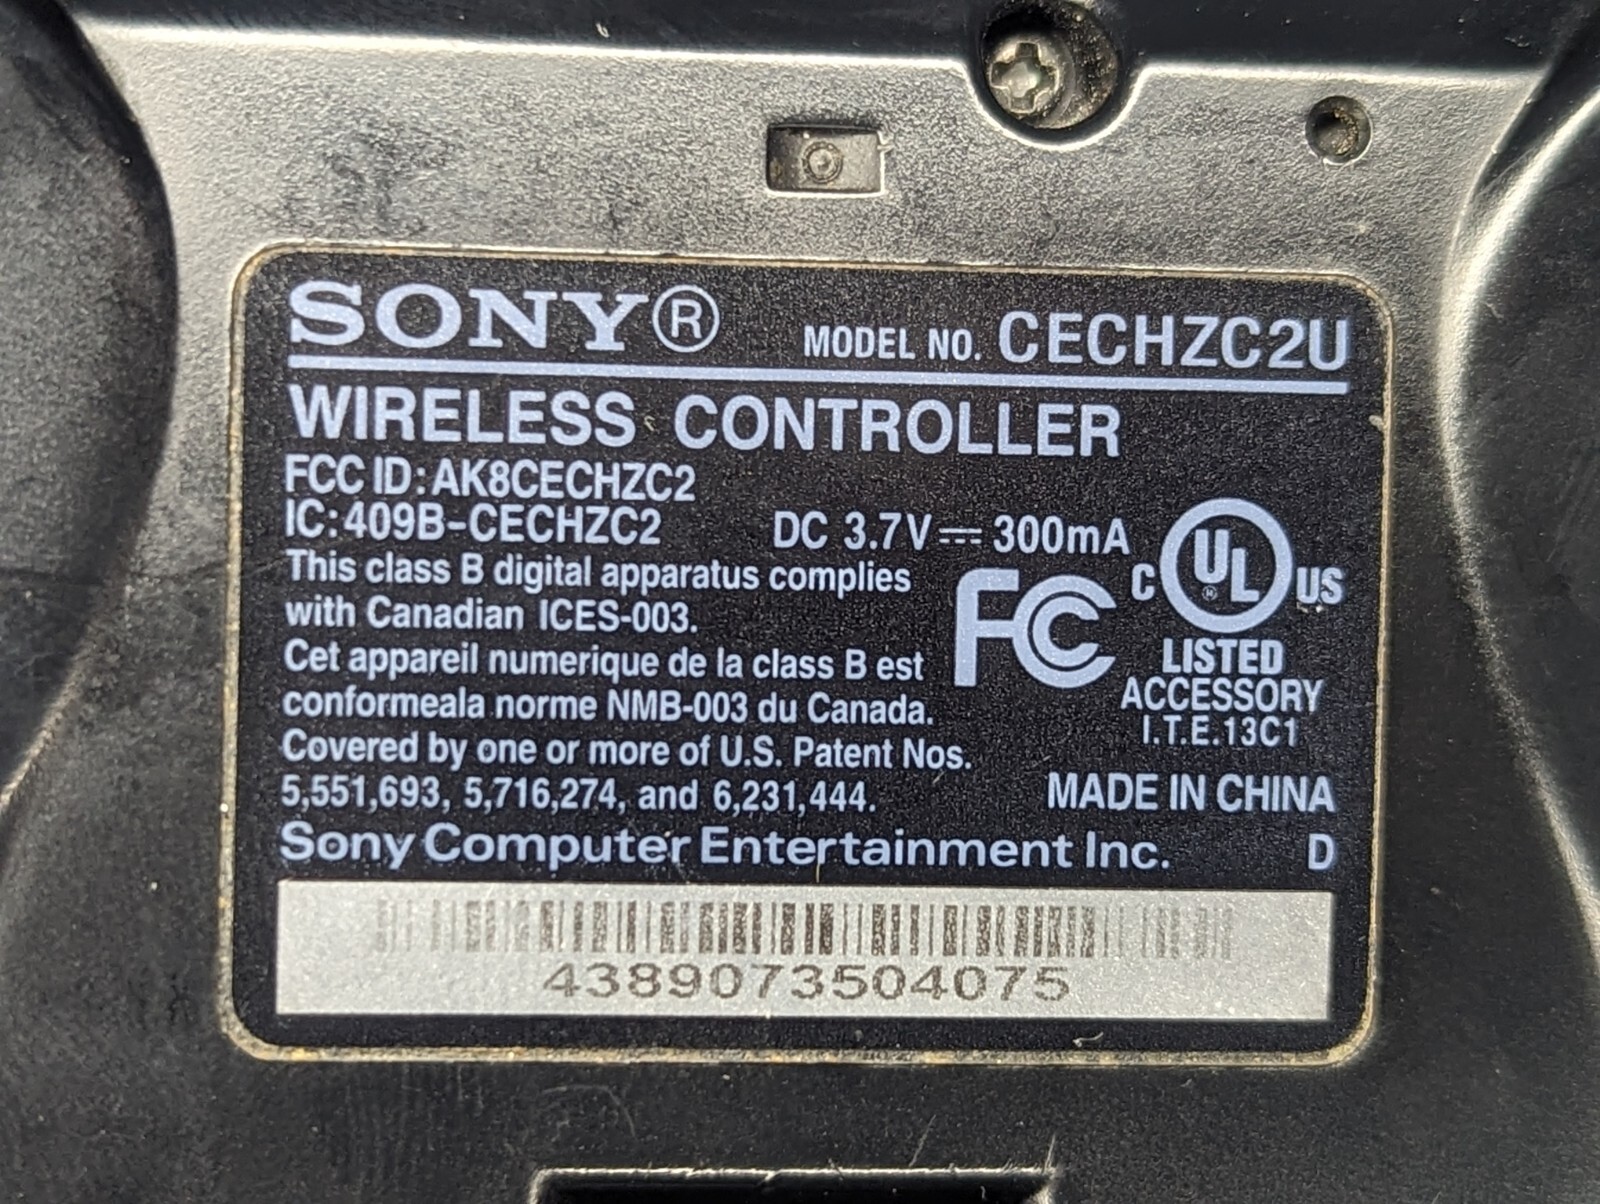 SONY®
MODEL NO. CECHZC2U
WIRELESS CONTROLLER
FCC ID: AK8CECHZC2
IC: 409B-CECHZC2
DC 3.7V⎓300mA
This class B digital apparatus complies
with Canadian ICES-003.
Cet appareil numerique de la class B est
conformeala norme NMB-003 du Canada.
FC
C UL US
LISTED
ACCESSORY
I.T.E.13C1
Covered by one or more of U.S. Patent Nos.
5,551,693, 5,716,274, and 6,231,444.
MADE IN CHINA
Sony Computer Entertainment Inc.
D
4389073504075